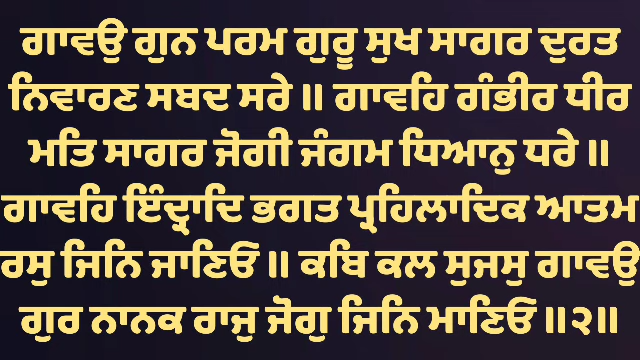 ਗਾਵਉ ਗੁਨ ਪਰਮ ਗੁਰੂ ਸੁਖ ਸਾਗਰ ਦੁਰਤ
ਨਿਵਾਰਣ ਸਬਦ ਸਰੇ ॥ ਗਾਵਹਿ ਗੰਭੀਰ ਧੀਰ
ਮਤਿ ਸਾਗਰ ਜੋਗੀ ਜੰਗਮ ਧਿਆਨੁ ਧਰੇ ॥
ਗਾਵਹਿ ਇੰਦ੍ਰਾਦਿ ਭਗਤ ਪ੍ਰਹਿਲਾਦਿਕ ਆਤਮ
ਰਸੁ ਜਿਨਿ ਜਾਣਿਓ ॥ ਕਬਿ ਕਲ ਸੁਜਸੁ ਗਾਵਉ
ਗੁਰ ਨਾਨਕ ਰਾਜੁ ਜੋਗੁ ਜਿਨਿ ਮਾਣਿਓ ॥੨॥